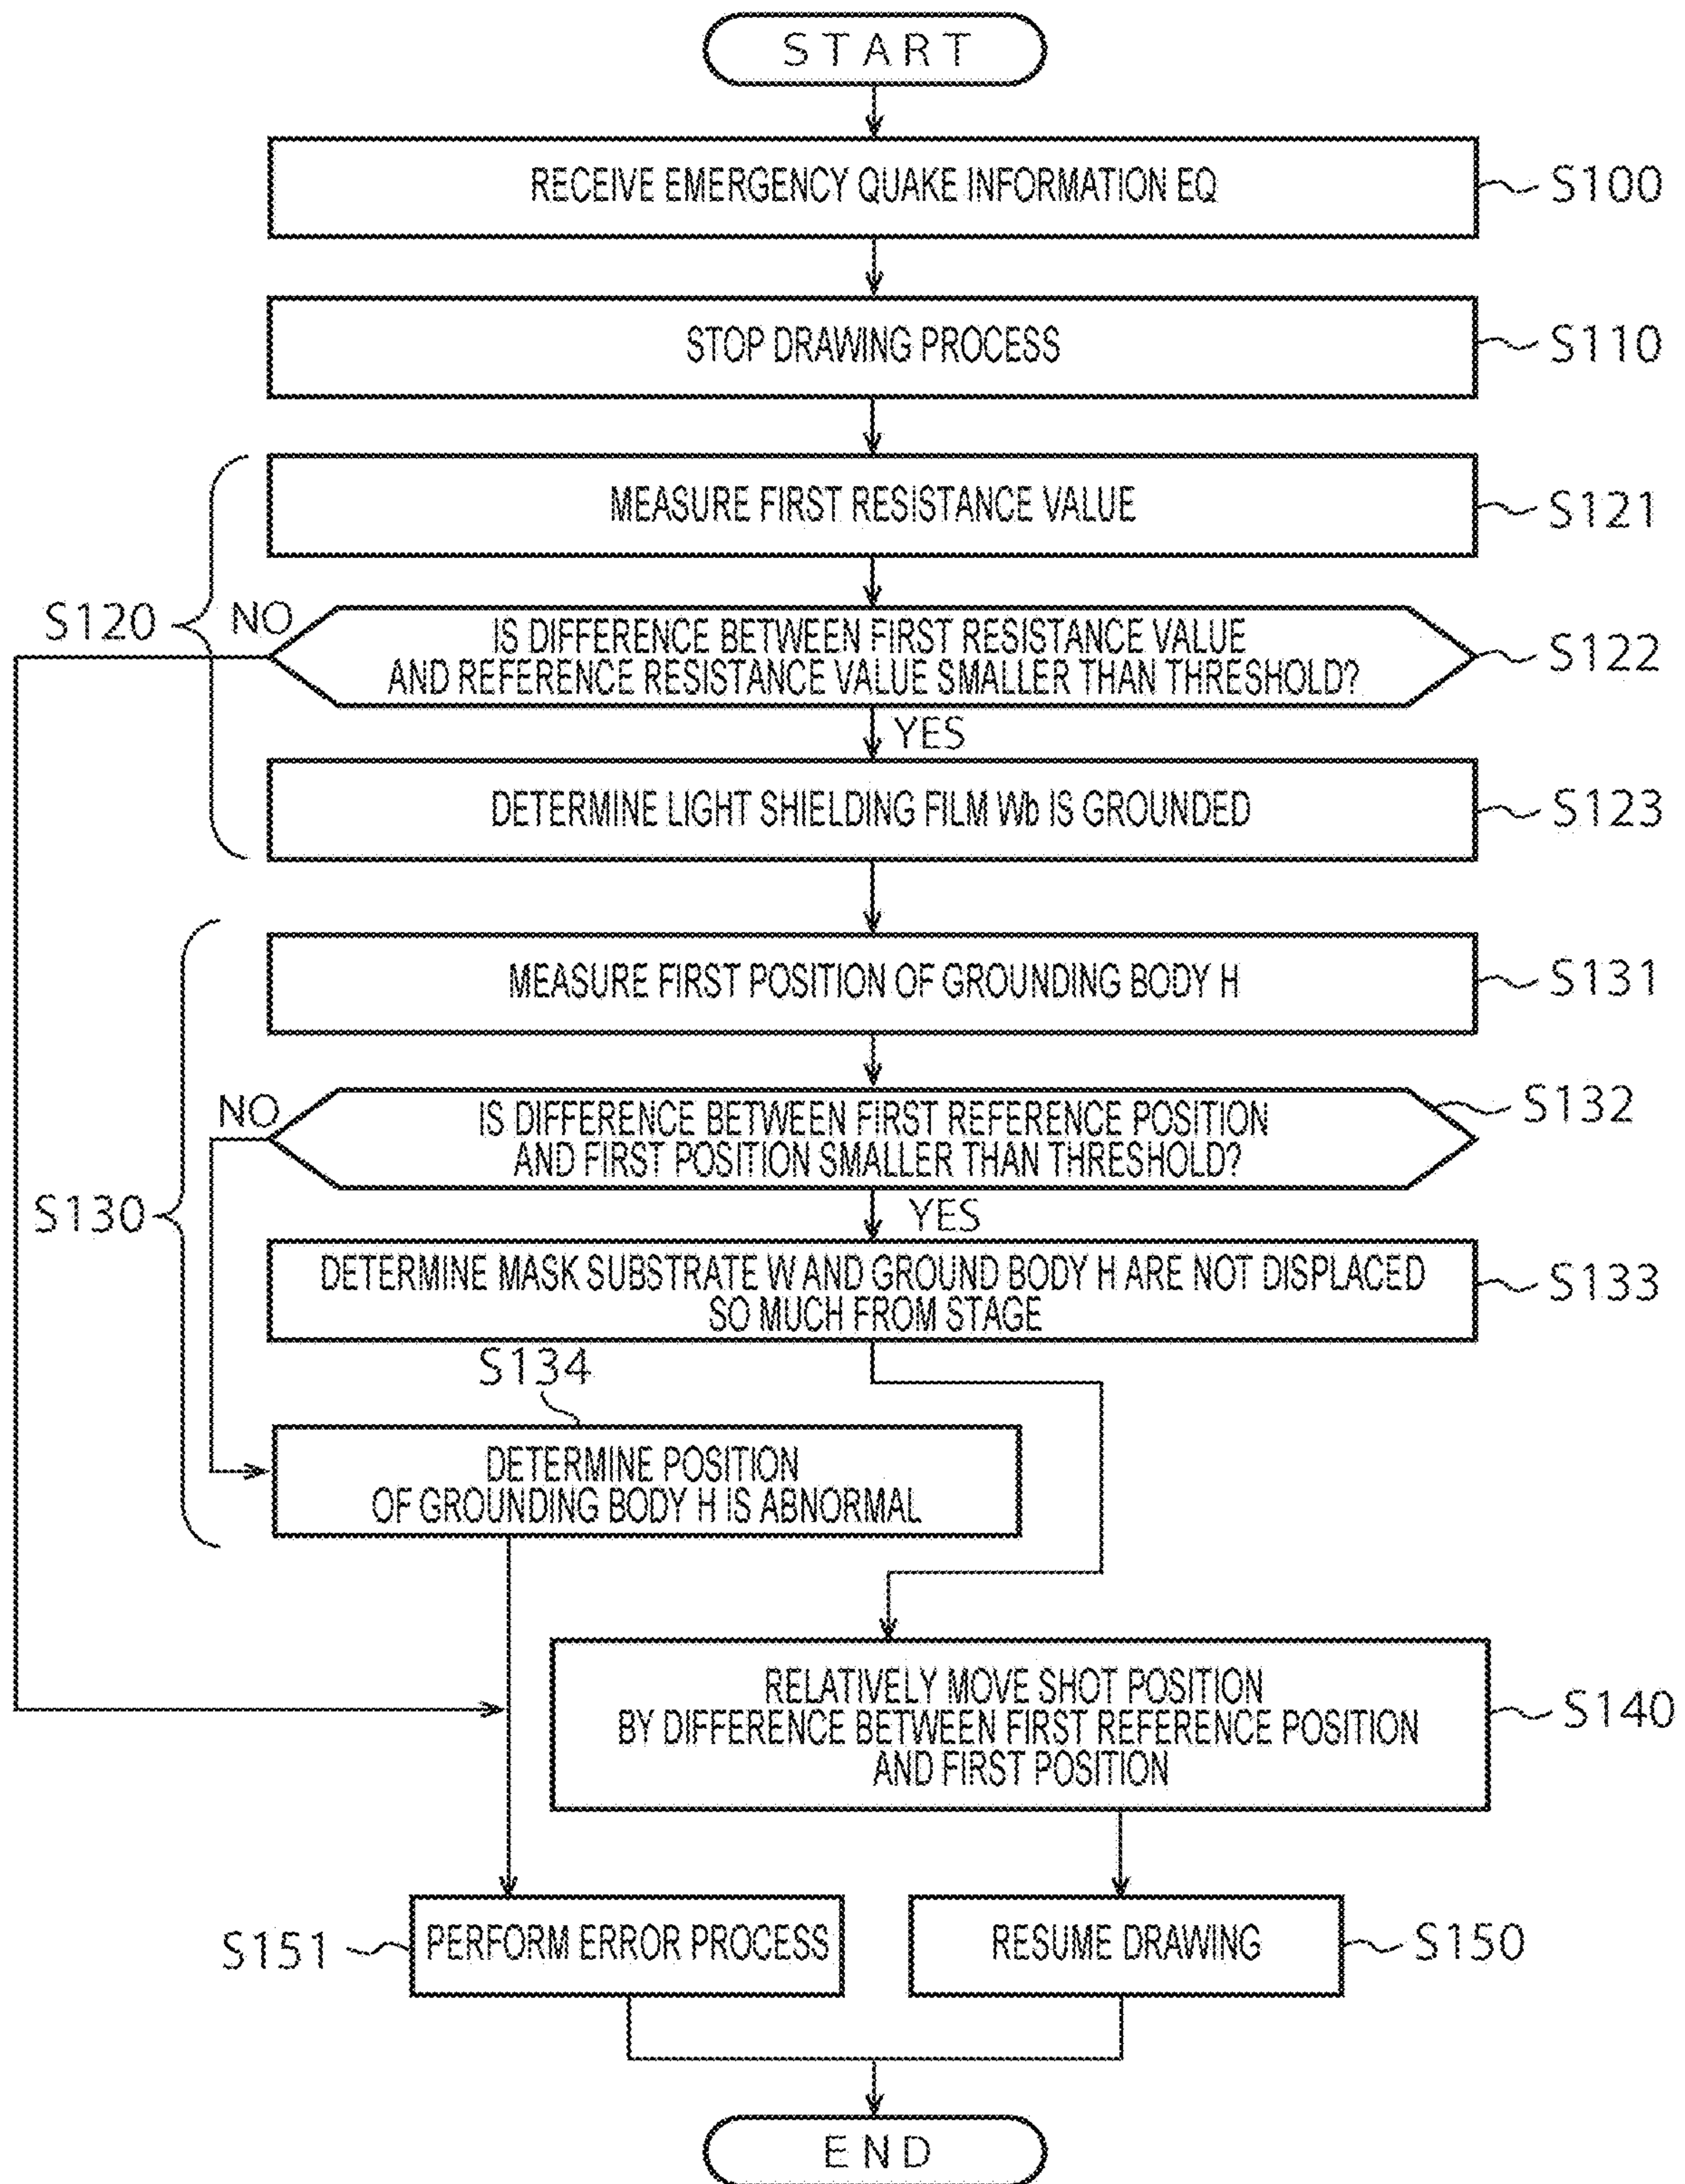 START
RECEIVE EMERGENCY QUAKE INFORMATION EQ
S100
STOP DRAWING PROCESS
S110
MEASURE FIRST RESISTANCE VALUE
S121
S120
NO
IS DIFFERENCE BETWEEN FIRST RESISTANCE VALUE
AND REFERENCE RESISTANCE VALUE SMALLER THAN THRESHOLD?
S122
YES
DETERMINE LIGHT SHIELDING FILM Wb IS GROUNDED
S123
MEASURE FIRST POSITION OF GROUNDING BODY H
S131
NO
IS DIFFERENCE BETWEEN FIRST REFERENCE POSITION
AND FIRST POSITION SMALLER THAN THRESHOLD?
S132
S130
YES
DETERMINE MASK SUBSTRATE W AND GROUND BODY H ARE NOT DISPLACED
SO MUCH FROM STAGE
S133
S134
DETERMINE POSITION
OF GROUNDING BODY H IS ABNORMAL
RELATIVELY MOVE SHOT POSITION
BY DIFFERENCE BETWEEN FIRST REFERENCE POSITION
AND FIRST POSITION
S140
S151
PERFORM ERROR PROCESS
RESUME DRAWING
S150
END